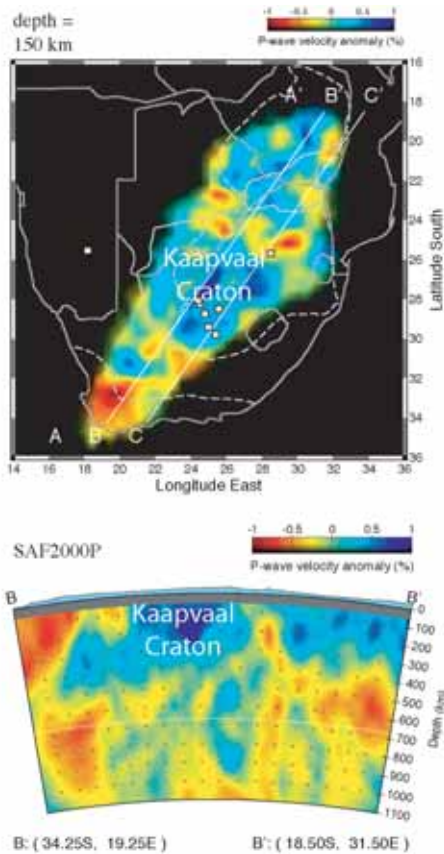 depth =
150 km
-1 -0.5 0 0.5 1
P-wave velocity anomaly (%)
A' B' C'
16
18
20
22
24
26
28
30
32
34
36
Latitude South
Kaapvaal
Craton
A B C
14 16 18 20 22 24 26 28 30 32 34 36
Longitude East
SAF2000P
-1 -0.5 0 0.5 1
P-wave velocity anomaly (%)
B B'
Kaapvaal
Craton
0
100
200
300
400
500
600
700
800
900
1000
1100
Depth (km)
B: ( 34.25S, 19.25E ) B': ( 18.50S, 31.50E )